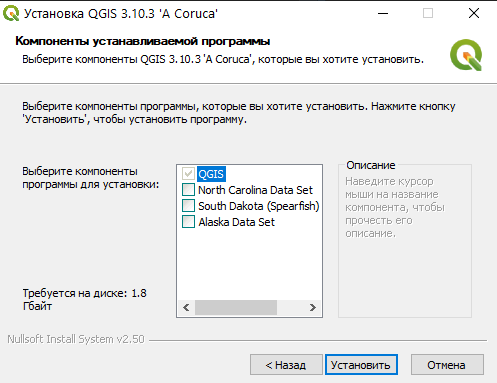 Установка QGIS 3.10.3 'A Coruca'
Компоненты устанавливаемой программы
Выберите компоненты QGIS 3.10.3 'A Coruca', которые вы хотите установить.
Выберите компоненты программы, которые вы хотите установить. Нажмите кнопку
'Установить', чтобы установить программу.
Выберите компоненты
программы для установки:
QGIS
North Carolina Data Set
South Dakota (Spearfish)
Alaska Data Set
Описание
Наведите курсор
мыши на название
компонента, чтобы
прочесть его
описание.
Требуется на диске: 1.8
Гбайт
Nullsoft Install System v2.50
< Назад
Установить
Отмена